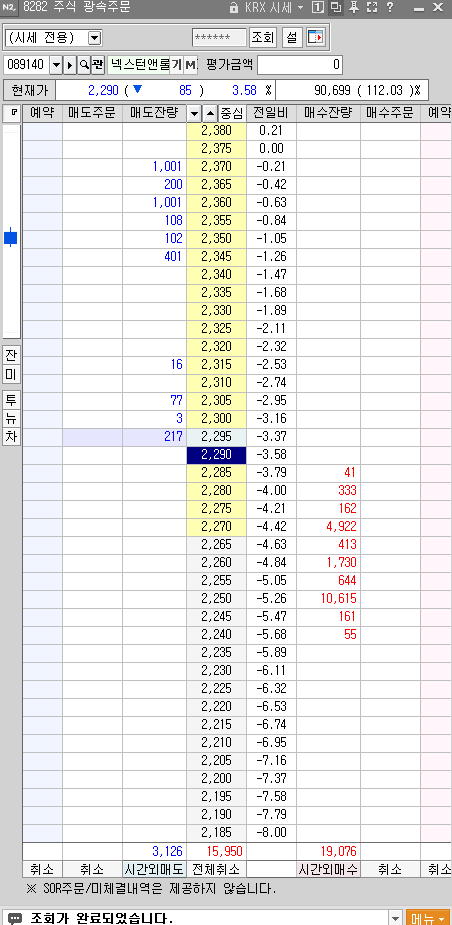 N2, 8282 주식 광속주문 KRX 시세 1 ?
(시세 전용) ****** 조회 설
089140 관 넥스턴앤롬 기 M 평가금액 0
현재가 2,290 ( ▼ 85 ) 3.58 % 90,699 ( 112.03 )%
예약 매도주문 매도잔량 ▼ ▲ 중심 전일비 매수잔량 매수주문 예약
2,380 0.21
2,375 0.00
1,001 2,370 -0.21
200 2,365 -0.42
1,001 2,360 -0.63
108 2,355 -0.84
102 2,350 -1.05
401 2,345 -1.26
2,340 -1.47
2,335 -1.68
2,330 -1.89
2,325 -2.11
2,320 -2.32
잔
16 2,315 -2.53
미
2,310 -2.74
투
77 2,305 -2.95
뉴
3 2,300 -3.16
차
217 2,295 -3.37
2,290 -3.58
2,285 -3.79 41
2,280 -4.00 333
2,275 -4.21 162
2,270 -4.42 4,922
2,265 -4.63 413
2,260 -4.84 1,730
2,255 -5.05 644
2,250 -5.26 10,615
2,245 -5.47 161
2,240 -5.68 55
2,235 -5.89
2,230 -6.11
2,225 -6.32
2,220 -6.53
2,215 -6.74
2,210 -6.95
2,205 -7.16
2,200 -7.37
2,195 -7.58
2,190 -7.79
2,185 -8.00
3,126 15,950 19,076
취소 취소 시간외매도 전체취소 시간외매수 취소 취소
※ SOR주문/미체결내역은 제공하지 않습니다.
조회가 완료되었습니다. 메뉴